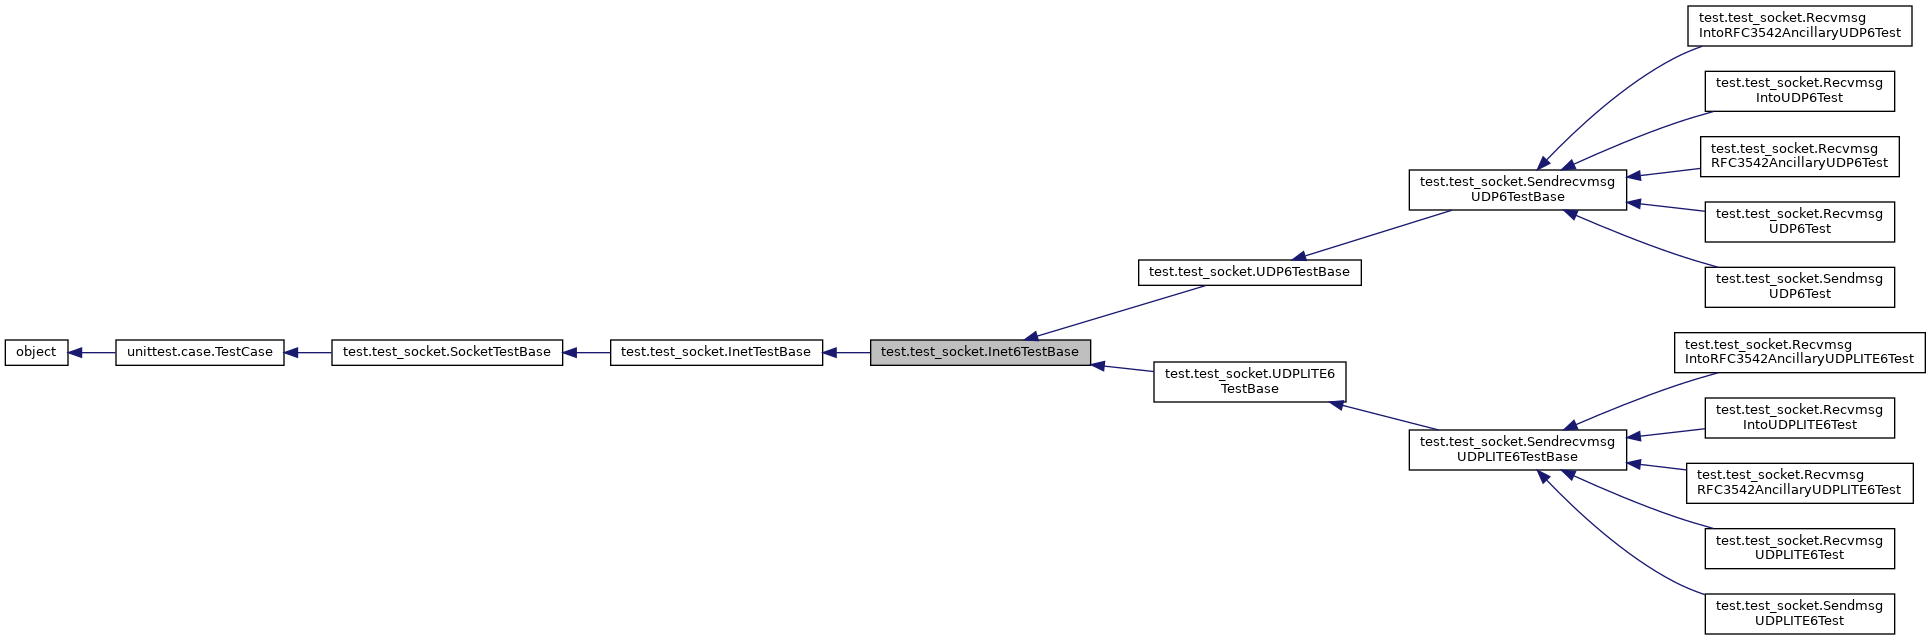 object
unittest.case.TestCase
test.test_socket.SocketTestBase
test.test_socket.InetTestBase
test.test_socket.Inet6TestBase
test.test_socket.UDP6TestBase
test.test_socket.UDPLITE6
TestBase
test.test_socket.Sendrecvmsg
UDP6TestBase
test.test_socket.Sendrecvmsg
UDPLITE6TestBase
test.test_socket.Recvmsg
IntoRFC3542AncillaryUDP6Test
test.test_socket.Recvmsg
IntoUDP6Test
test.test_socket.Recvmsg
RFC3542AncillaryUDP6Test
test.test_socket.Recvmsg
UDP6Test
test.test_socket.Sendmsg
UDP6Test
test.test_socket.Recvmsg
IntoRFC3542AncillaryUDPLITE6Test
test.test_socket.Recvmsg
IntoUDPLITE6Test
test.test_socket.Recvmsg
RFC3542AncillaryUDPLITE6Test
test.test_socket.Recvmsg
UDPLITE6Test
test.test_socket.Sendmsg
UDPLITE6Test